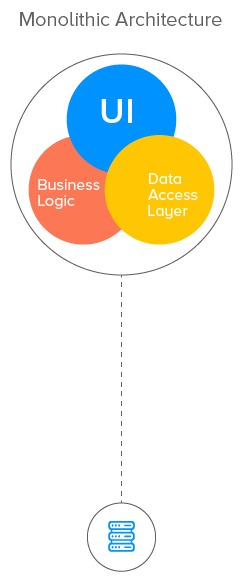 Monolithic Architecture
UI
Business
Logic
Data
Access
Layer